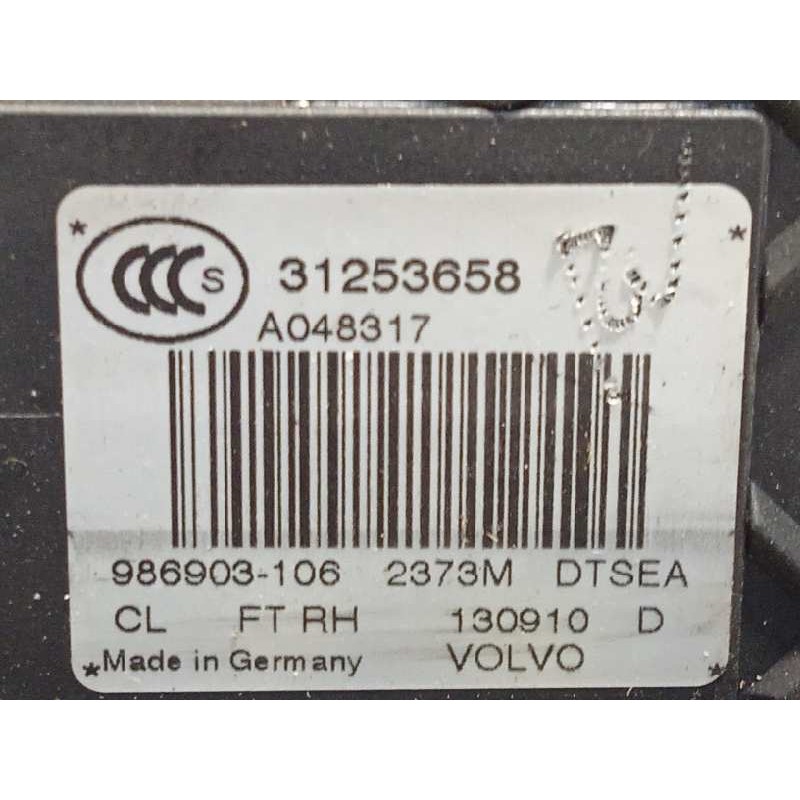 CCC S 31253658
A048317
986903-106 2373M DTSEA
CL FT RH 130910 D
*Made in Germany VOLVO